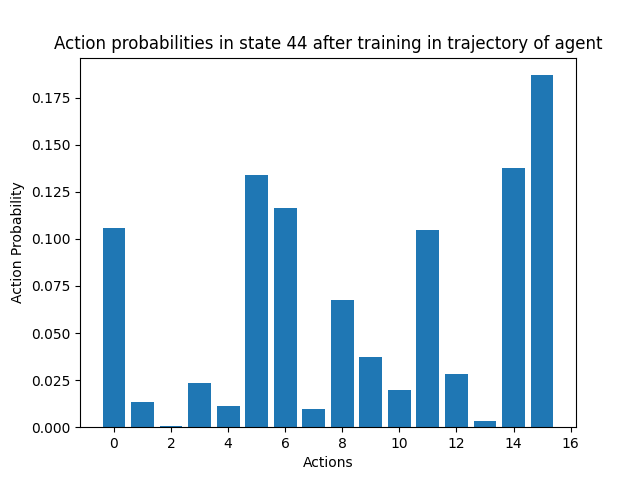 Action probabilities in state 44 after training in trajectory of agent
0.175
0.150
0.125
0.100
0.075
0.050
0.025
0.000
Action Probability
0 2 4 6 8 10 12 14 16
Actions